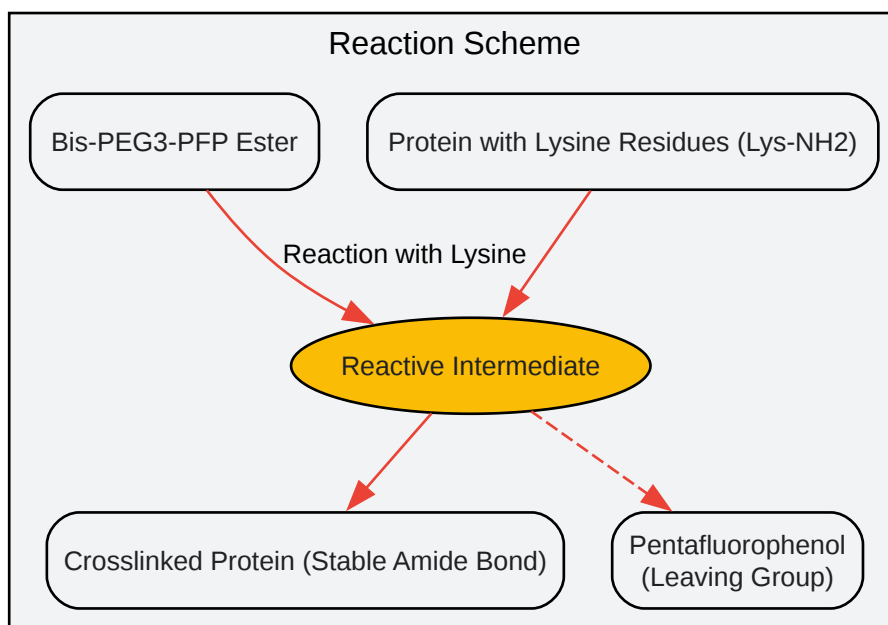 Reaction Scheme
Bis-PEG3-PFP Ester
Protein with Lysine Residues (Lys-NH2)
Reaction with Lysine
Reactive Intermediate
Crosslinked Protein (Stable Amide Bond)
Pentafluorophenol
(Leaving Group)